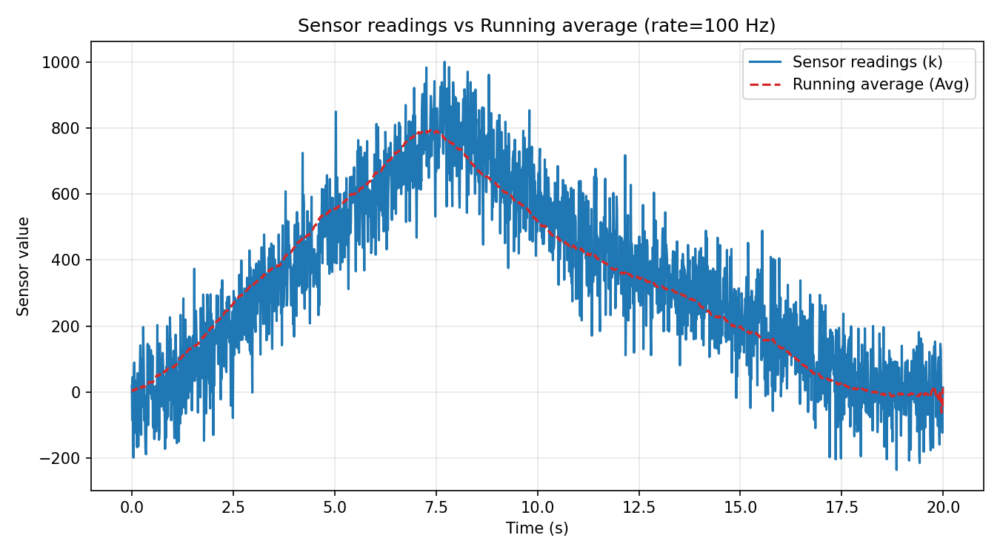 Sensor readings vs Running average (rate=100 Hz)
Sensor readings (k)
Running average (Avg)
Sensor value
1000
800
600
400
200
0
−200
0.0 2.5 5.0 7.5 10.0 12.5 15.0 17.5 20.0
Time (s)